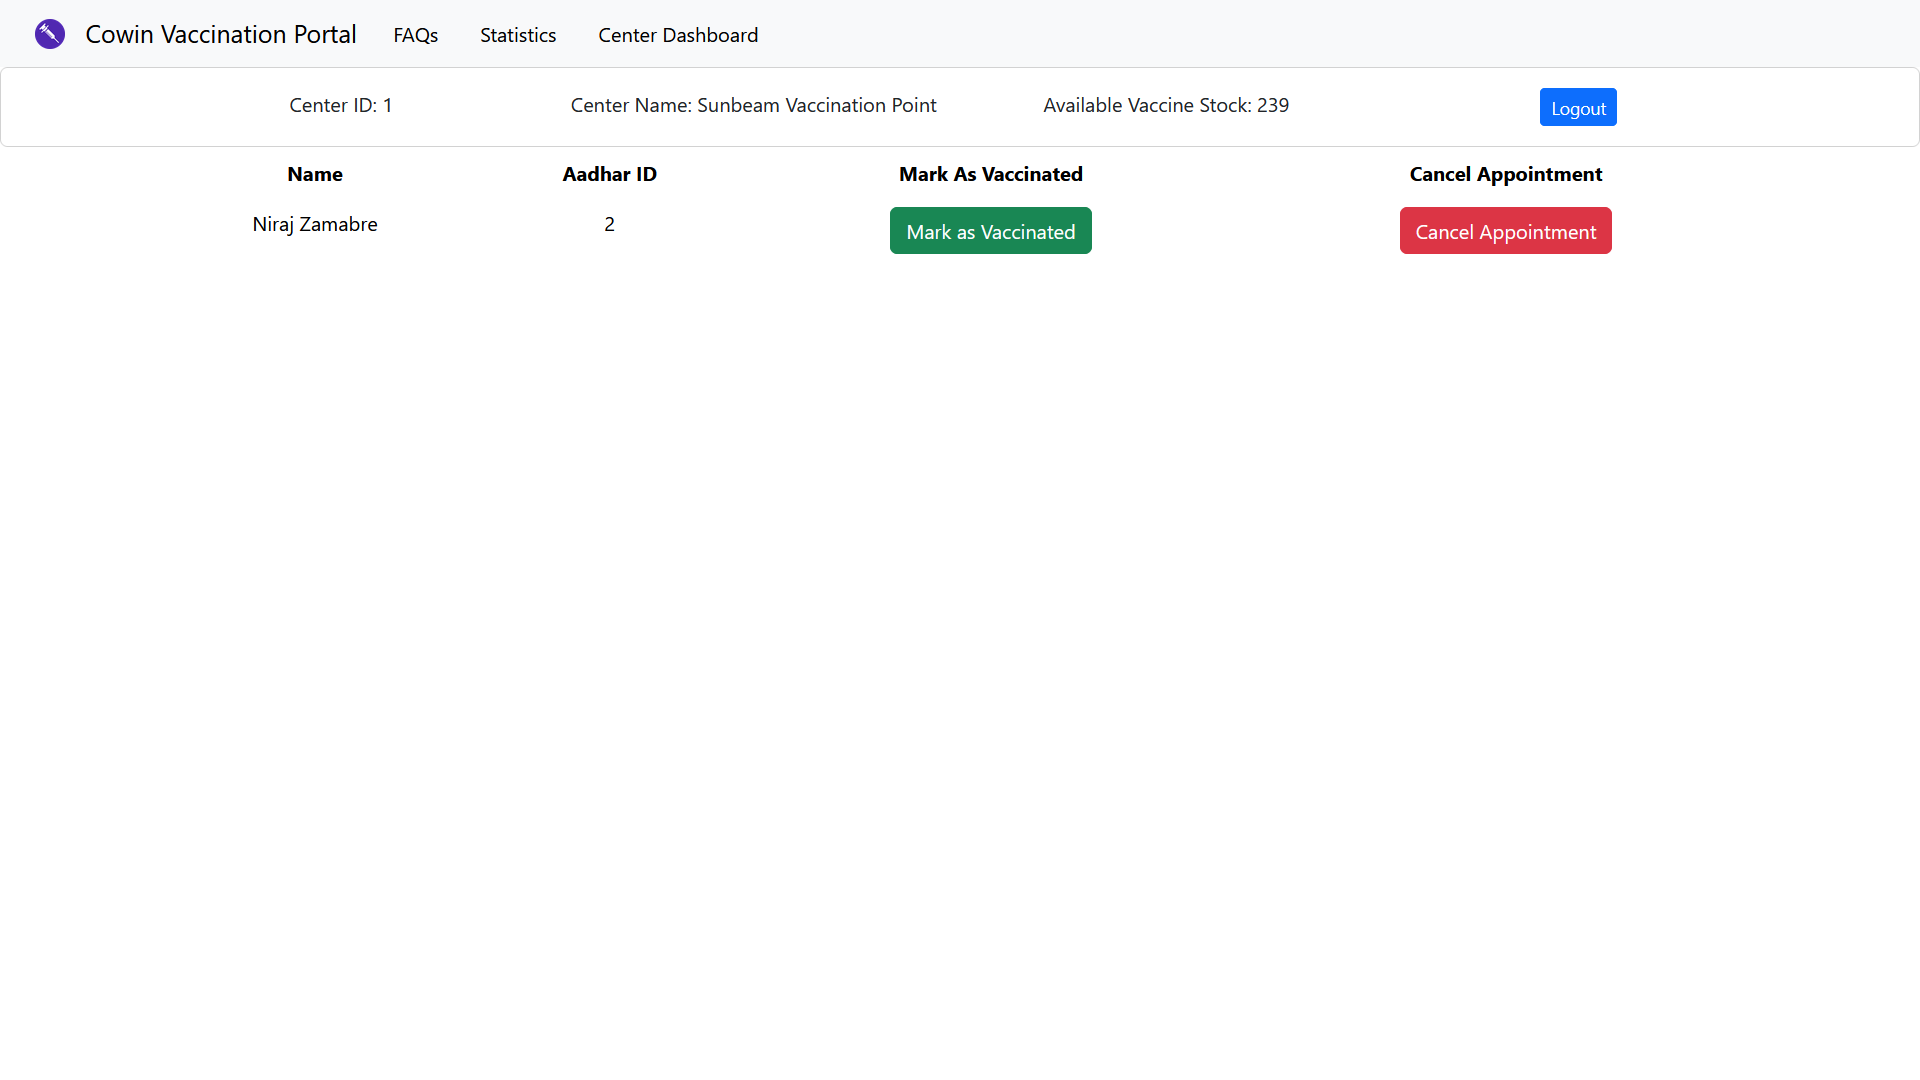 Cowin Vaccination Portal FAQs Statistics Center Dashboard
Center ID: 1 Center Name: Sunbeam Vaccination Point Available Vaccine Stock: 239 Logout
Name Aadhar ID Mark As Vaccinated Cancel Appointment
Niraj Zamabre 2 Mark as Vaccinated Cancel Appointment